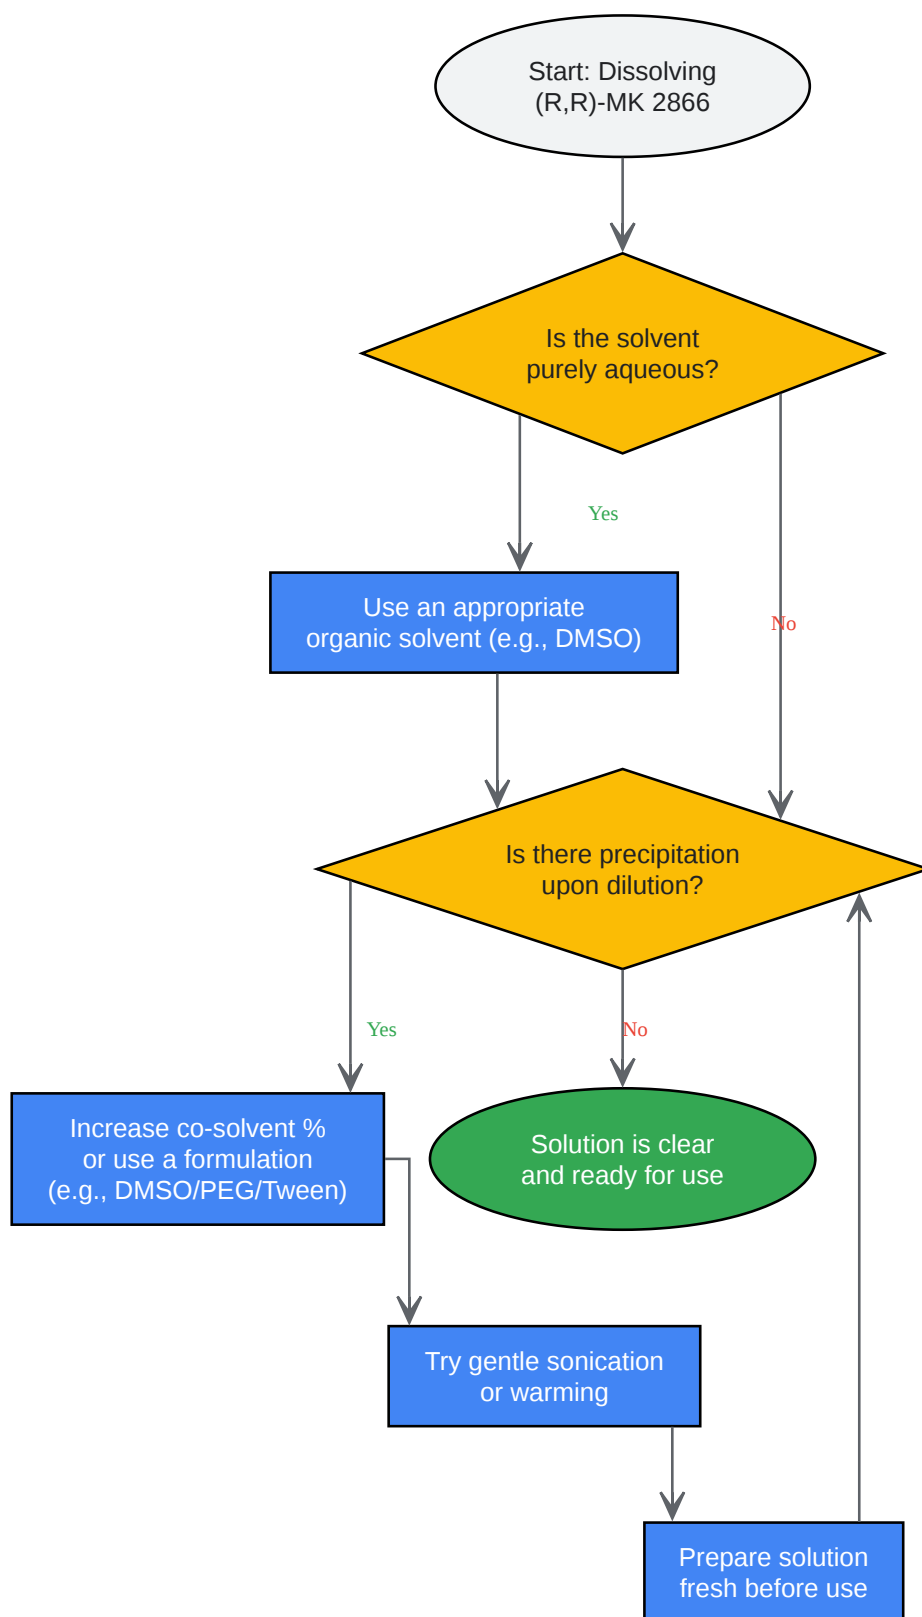 Start: Dissolving
(R,R)-MK 2866
Is the solvent
purely aqueous?
Yes
Use an appropriate
organic solvent (e.g., DMSO)
No
Is there precipitation
upon dilution?
Yes
No
Increase co-solvent %
or use a formulation
(e.g., DMSO/PEG/Tween)
Solution is clear
and ready for use
Try gentle sonication
or warming
Prepare solution
fresh before use